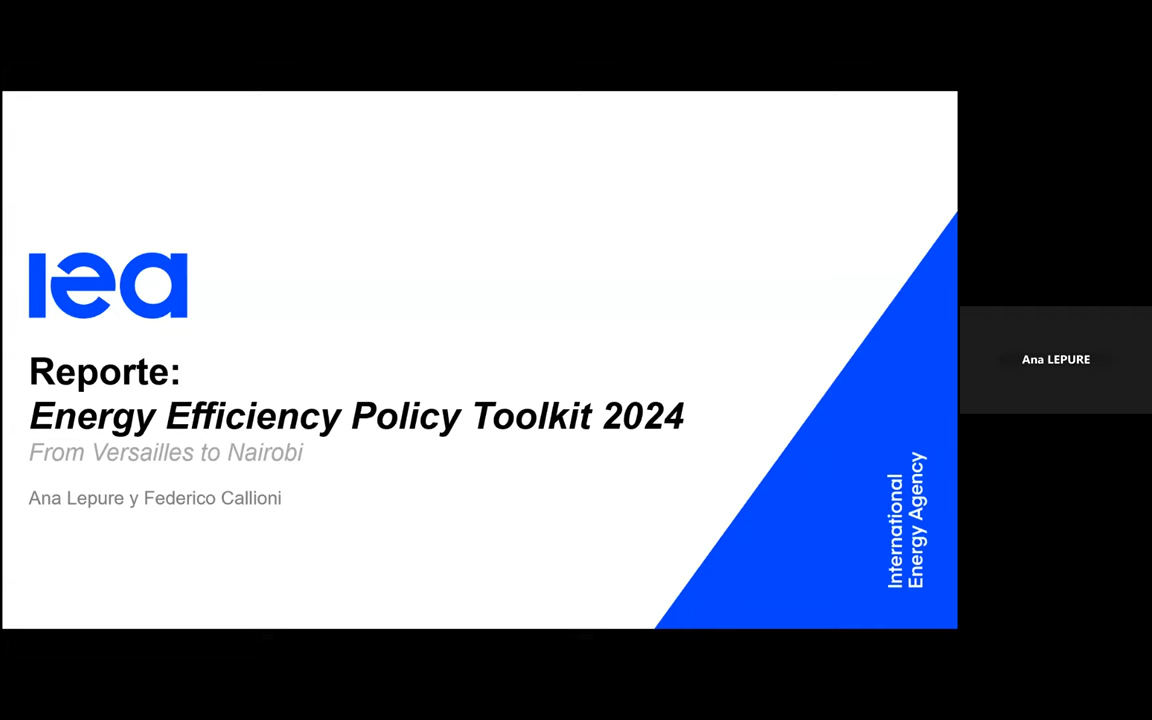 iea
Reporte:
Energy Efficiency Policy Toolkit 2024
From Versailles to Nairobi
Ana Lepure y Federico Callioni
International
Energy Agency
Ana LEPURE